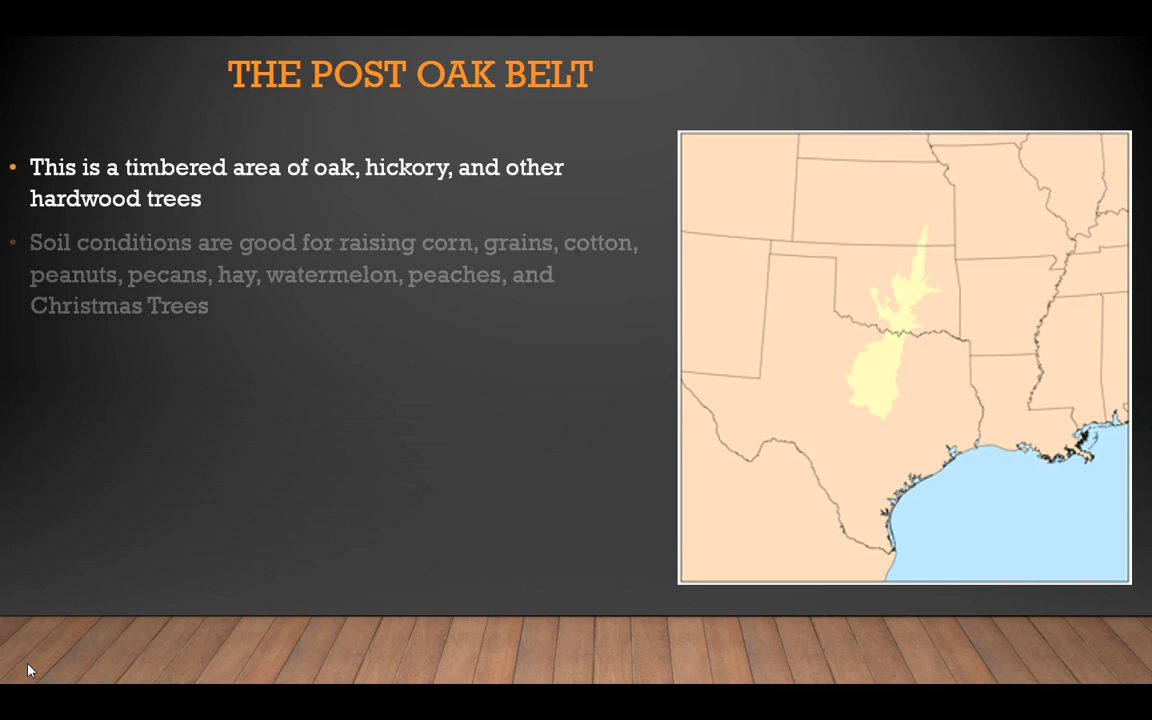 THE POST OAK BELT
• This is a timbered area of oak, hickory, and other
hardwood trees
• Soil conditions are good for raising corn, grains, cotton,
peanuts, pecans, hay, watermelon, peaches, and
Christmas Trees